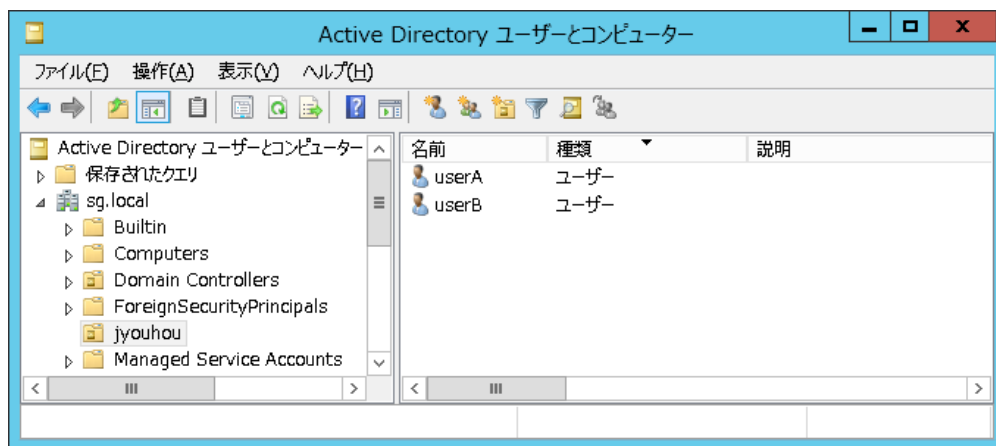 Active Directory ユーザーとコンピューター
ファイル(F) 操作(A) 表示(V) ヘルプ(H)
Active Directory ユーザーとコンピューター
保存されたクエリ
sg.local
Builtin
Computers
Domain Controllers
ForeignSecurityPrincipals
jyouhou
Managed Service Accounts
名前 種類 説明
userA ユーザー
userB ユーザー